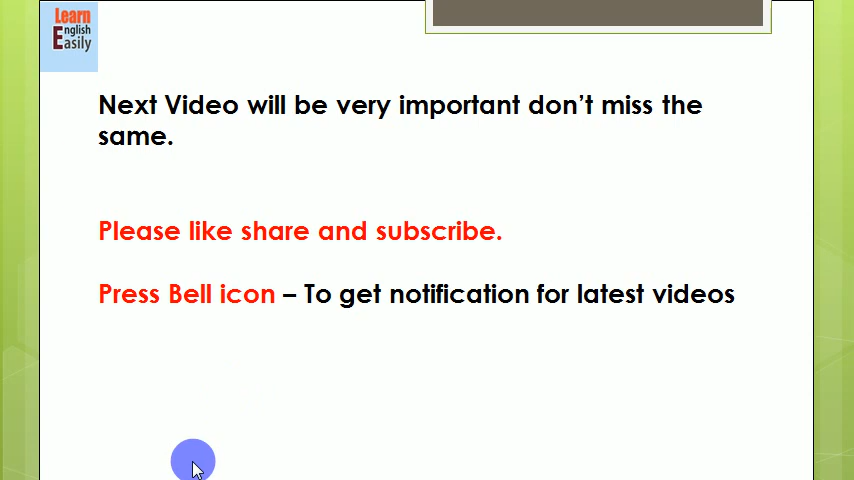 Learn
English
Easily
Next Video will be very important don't miss the
same.
Please like share and subscribe.
Press Bell icon – To get notification for latest videos